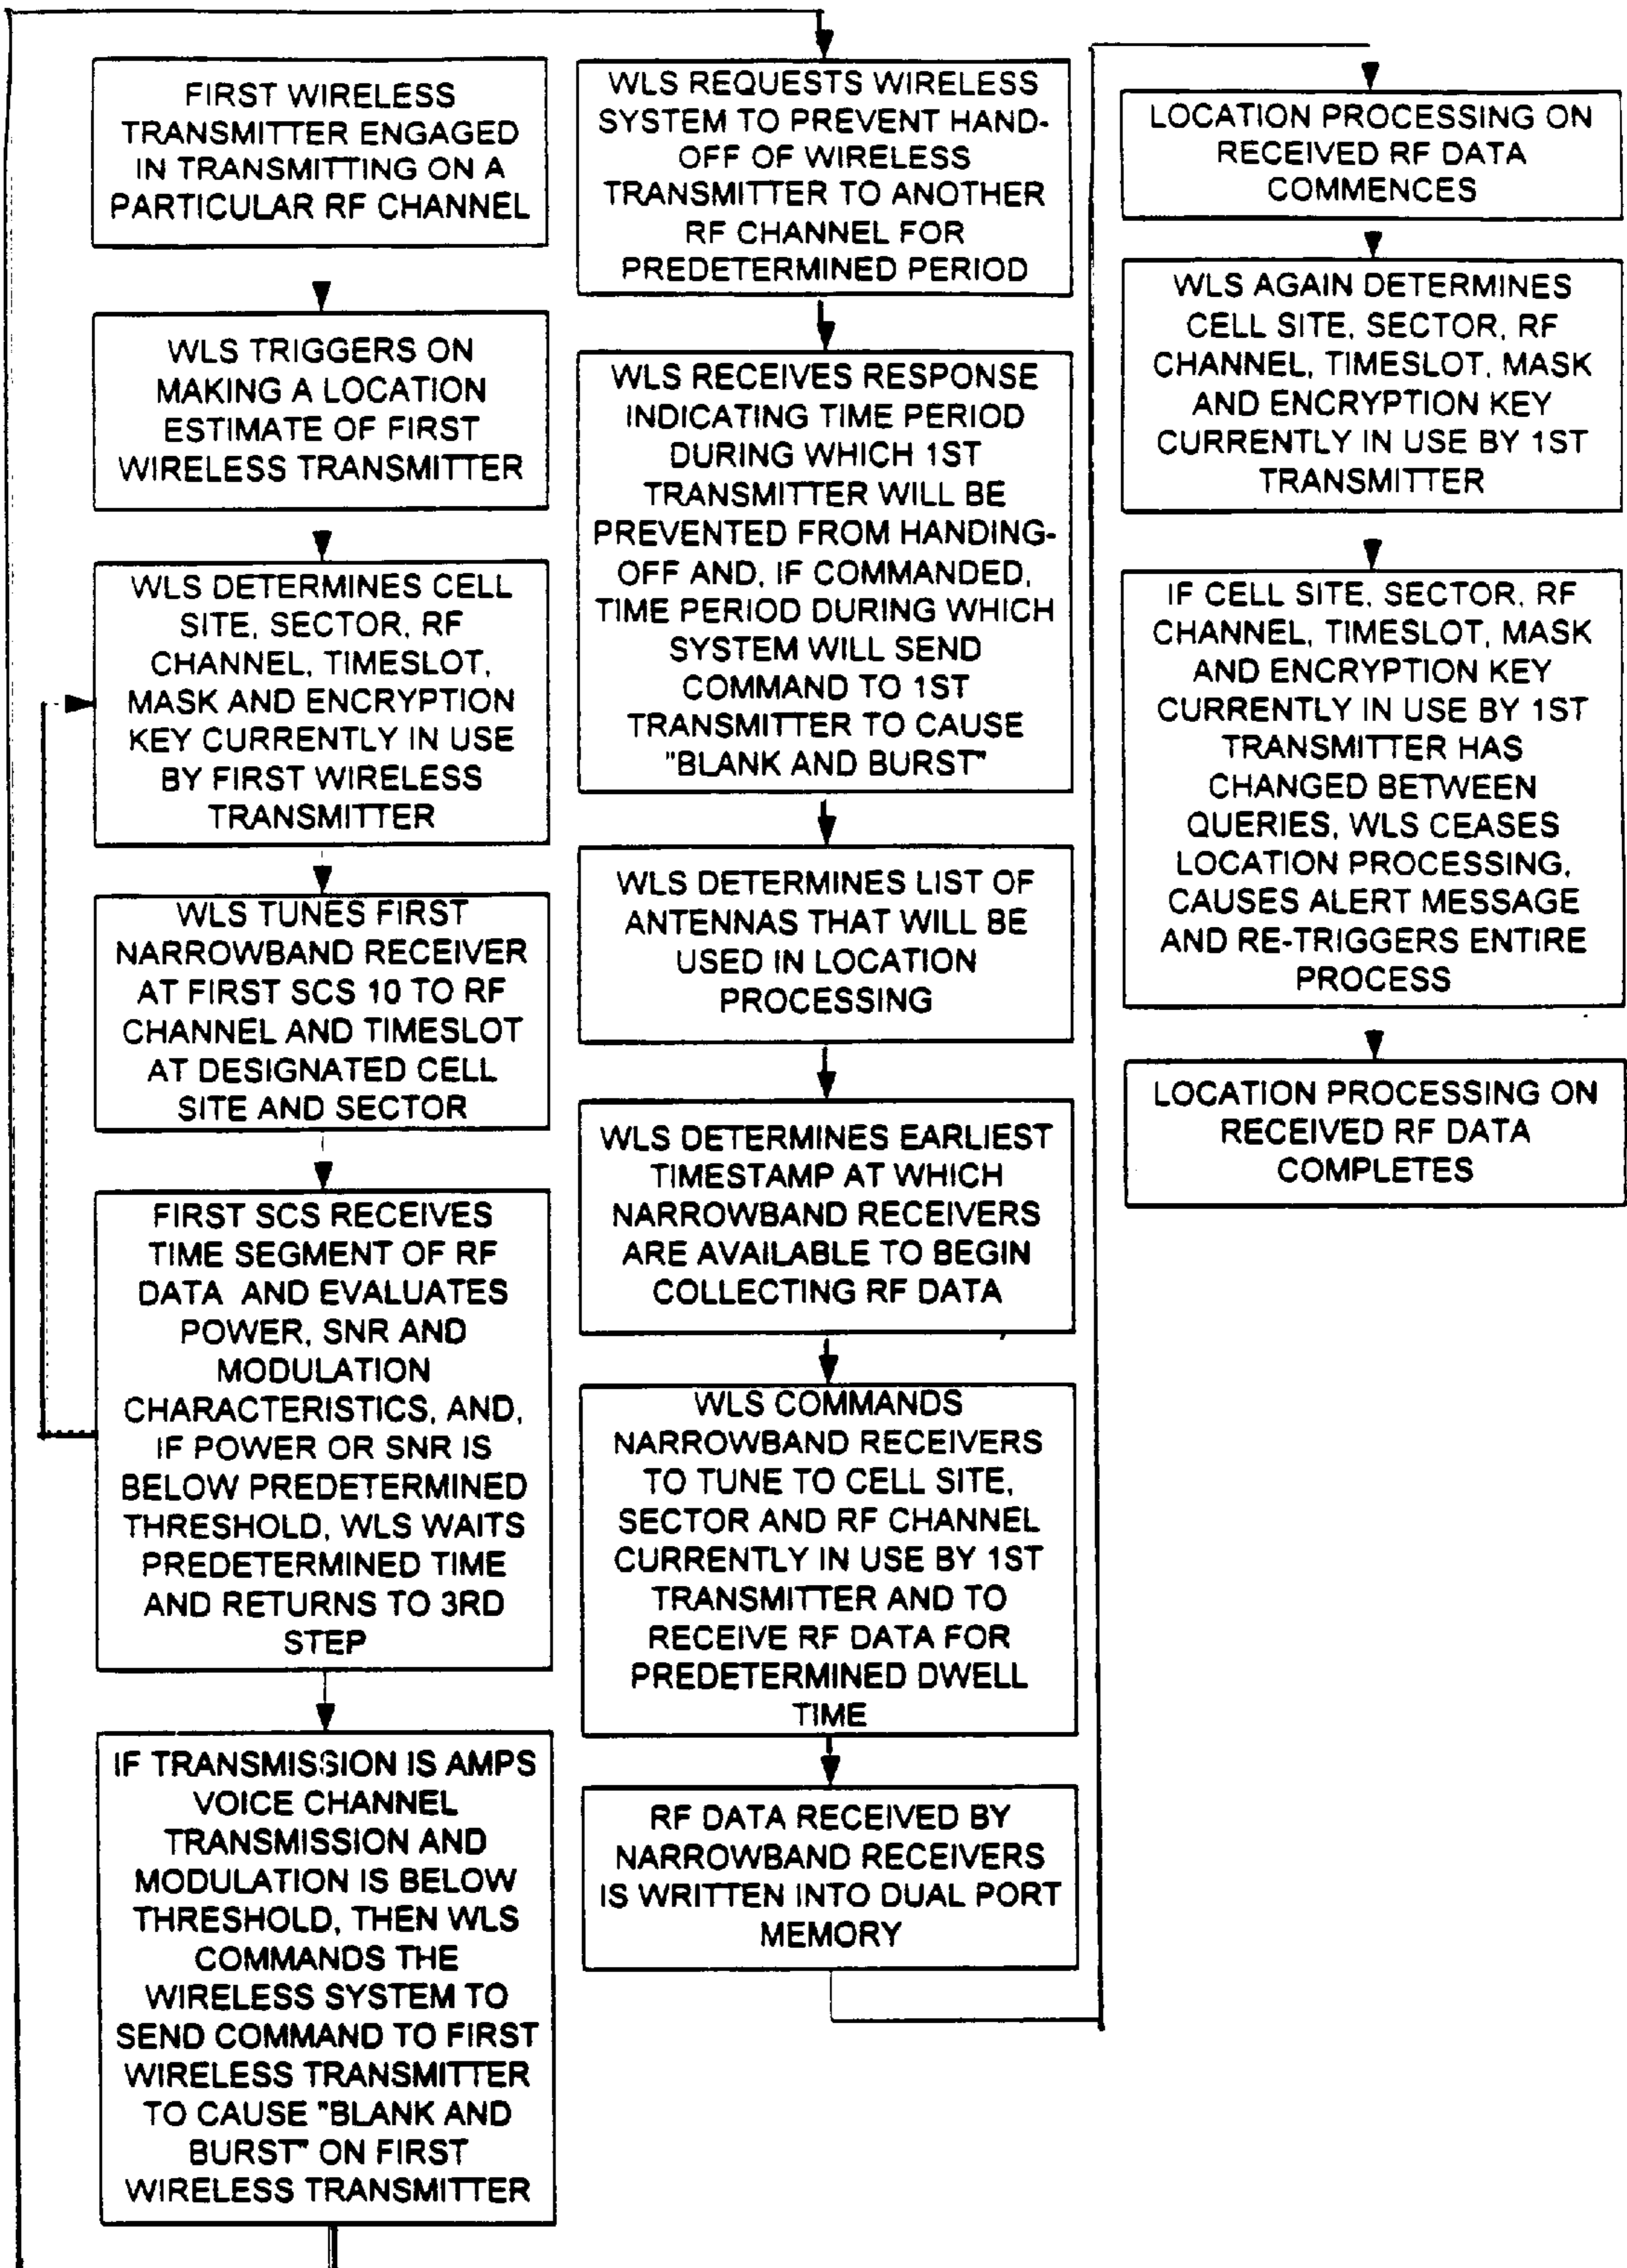 FIRST WIRELESS
TRANSMITTER ENGAGED
IN TRANSMITTING ON A
PARTICULAR RF CHANNEL
WLS TRIGGERS ON
MAKING A LOCATION
ESTIMATE OF FIRST
WIRELESS TRANSMITTER
WLS DETERMINES CELL
SITE, SECTOR, RF
CHANNEL, TIMESLOT,
MASK AND ENCRYPTION
KEY CURRENTLY IN USE
BY FIRST WIRELESS
TRANSMITTER
WLS TUNES FIRST
NARROWBAND RECEIVER
AT FIRST SCS 10 TO RF
CHANNEL AND TIMESLOT
AT DESIGNATED CELL
SITE AND SECTOR
FIRST SCS RECEIVES
TIME SEGMENT OF RF
DATA AND EVALUATES
POWER, SNR AND
MODULATION
CHARACTERISTICS, AND,
IF POWER OR SNR IS
BELOW PREDETERMINED
THRESHOLD, WLS WAITS
PREDETERMINED TIME
AND RETURNS TO 3RD
STEP
IF TRANSMISSION IS AMPS
VOICE CHANNEL
TRANSMISSION AND
MODULATION IS BELOW
THRESHOLD, THEN WLS
COMMANDS THE
WIRELESS SYSTEM TO
SEND COMMAND TO FIRST
WIRELESS TRANSMITTER
TO CAUSE "BLANK AND
BURST" ON FIRST
WIRELESS TRANSMITTER
WLS REQUESTS WIRELESS
SYSTEM TO PREVENT HAND-
OFF OF WIRELESS
TRANSMITTER TO ANOTHER
RF CHANNEL FOR
PREDETERMINED PERIOD
WLS RECEIVES RESPONSE
INDICATING TIME PERIOD
DURING WHICH 1ST
TRANSMITTER WILL BE
PREVENTED FROM HANDING-
OFF AND, IF COMMANDED,
TIME PERIOD DURING WHICH
SYSTEM WILL SEND
COMMAND TO 1ST
TRANSMITTER TO CAUSE
"BLANK AND BURST"
WLS DETERMINES LIST OF
ANTENNAS THAT WILL BE
USED IN LOCATION
PROCESSING
WLS DETERMINES EARLIEST
TIMESTAMP AT WHICH
NARROWBAND RECEIVERS
ARE AVAILABLE TO BEGIN
COLLECTING RF DATA
WLS COMMANDS
NARROWBAND RECEIVERS
TO TUNE TO CELL SITE,
SECTOR AND RF CHANNEL
CURRENTLY IN USE BY 1ST
TRANSMITTER AND TO
RECEIVE RF DATA FOR
PREDETERMINED DWELL
TIME
RF DATA RECEIVED BY
NARROWBAND RECEIVERS
IS WRITTEN INTO DUAL PORT
MEMORY
LOCATION PROCESSING ON
RECEIVED RF DATA
COMMENCES
WLS AGAIN DETERMINES
CELL SITE, SECTOR, RF
CHANNEL, TIMESLOT, MASK
AND ENCRYPTION KEY
CURRENTLY IN USE BY 1ST
TRANSMITTER
IF CELL SITE, SECTOR, RF
CHANNEL, TIMESLOT, MASK
AND ENCRYPTION KEY
CURRENTLY IN USE BY 1ST
TRANSMITTER HAS
CHANGED BETWEEN
QUERIES, WLS CEASES
LOCATION PROCESSING,
CAUSES ALERT MESSAGE
AND RE-TRIGGERS ENTIRE
PROCESS
LOCATION PROCESSING ON
RECEIVED RF DATA
COMPLETES